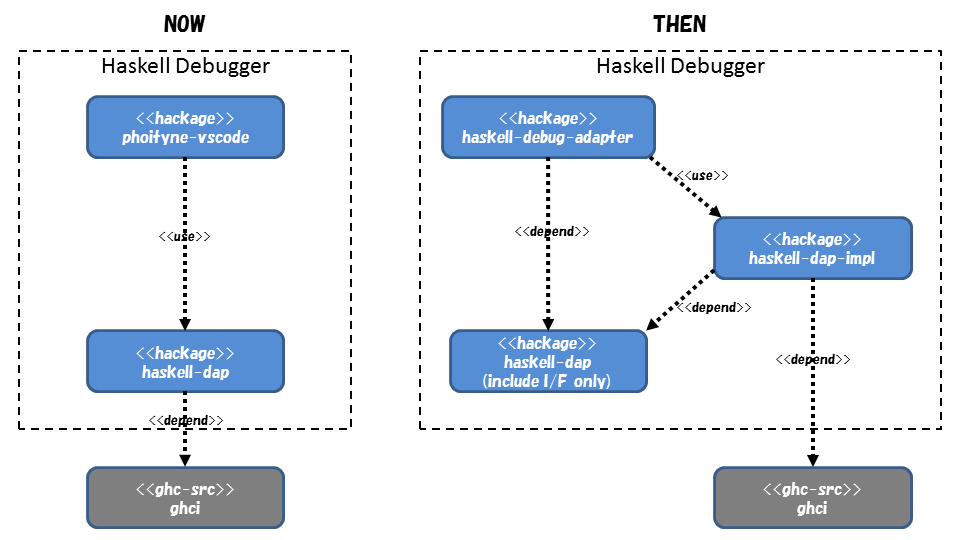 NOW
Haskell Debugger
<<hackage>>
phoityne-vscode
<<use>>
<<hackage>>
haskell-dap
<<depend>>
<<ghc-src>>
ghci
THEN
Haskell Debugger
<<hackage>>
haskell-debug-adapter
<<use>>
<<depend>>
<<hackage>>
haskell-dap-impl
<<depend>>
<<hackage>>
haskell-dap
(include I/F only)
<<depend>>
<<ghc-src>>
ghci